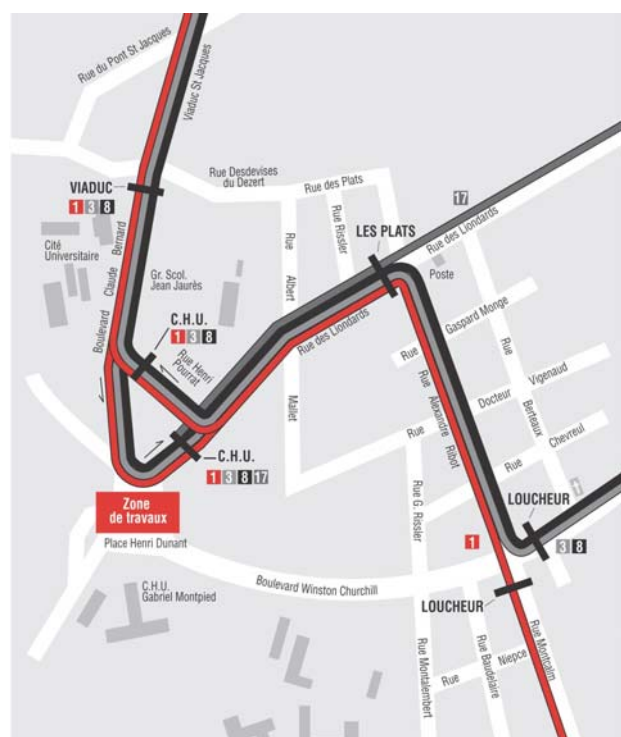 Rue du Pont St Jacques
Viaduc St Jacques
Rue Desdevises
du Dezert
Rue des Plats
17
VIADUC
1 3 8
Rue Rissler
LES PLATS
Rue des Liondards
Cité
Universitaire
Boulevard Claude Bernard
Gr. Scol.
Jean Jaurès
Rue Albert Mallet
Poste
C.H.U.
1 3 8
Rue Henri
Pourrat
Rue des Liondards
Rue Gaspard Monge
Rue Berteaux
Rue Docteur Vigenaud
Rue Alexandre Ribot
Rue Chevreul
C.H.U.
1 3 8 17
Rue G. Rissler
LOUCHEUR
Zone
de travaux
1
3 8
Place Henri Dunant
Boulevard Winston Churchill
C.H.U.
Gabriel Montpied
LOUCHEUR
Rue Montcalm
Rue Niepce
Rue Baudelaire
Rue Montalembert